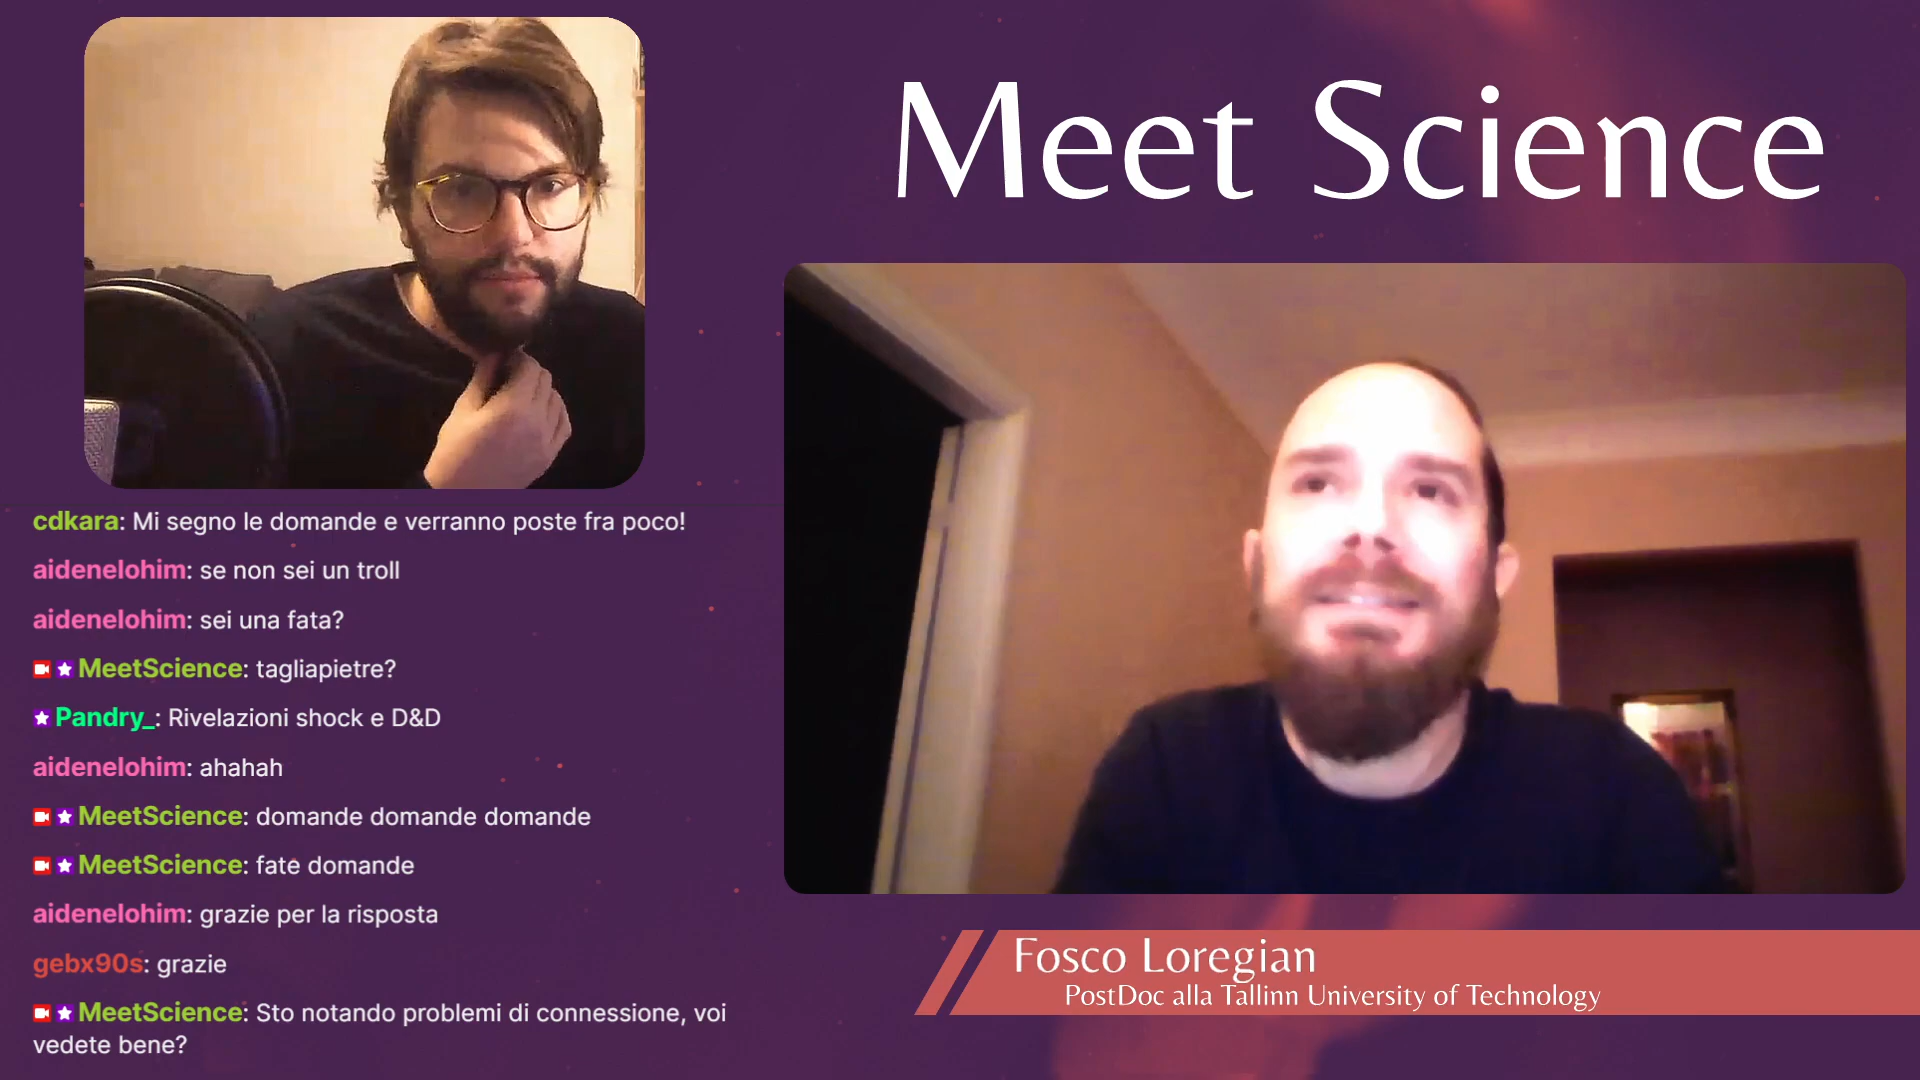 Meet Science
cdkara: Mi segno le domande e verranno poste fra poco!
aidenelohim: se non sei un troll
aidenelohim: sei una fata?
MeetScience: tagliapietre?
Pandry_: Rivelazioni shock e D&D
aidenelohim: ahahah
MeetScience: domande domande domande
MeetScience: fate domande
aidenelohim: grazie per la risposta
gebx90s: grazie
MeetScience: Sto notando problemi di connessione, voi
vedete bene?
Fosco Loregian
PostDoc alla Tallinn University of Technology